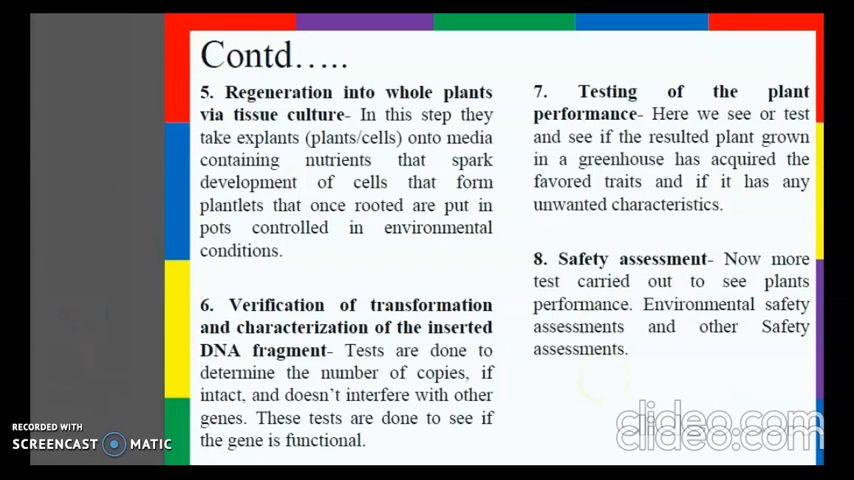 Contd…..
5. Regeneration into whole plants
via tissue culture- In this step they
take explants (plants/cells) onto media
containing nutrients that spark
development of cells that form
plantlets that once rooted are put in
pots controlled in environmental
conditions.
6. Verification of transformation
and characterization of the inserted
DNA fragment- Tests are done to
determine the number of copies, if
intact, and doesn't interfere with other
genes. These tests are done to see if
the gene is functional.
7. Testing of the plant
performance- Here we see or test
and see if the resulted plant grown
in a greenhouse has acquired the
favored traits and if it has any
unwanted characteristics.
8. Safety assessment- Now more
test carried out to see plants
performance. Environmental safety
assessments and other Safety
assessments.
RECORDED WITH
SCREENCAST MATIC
clideo.com
clideo.com